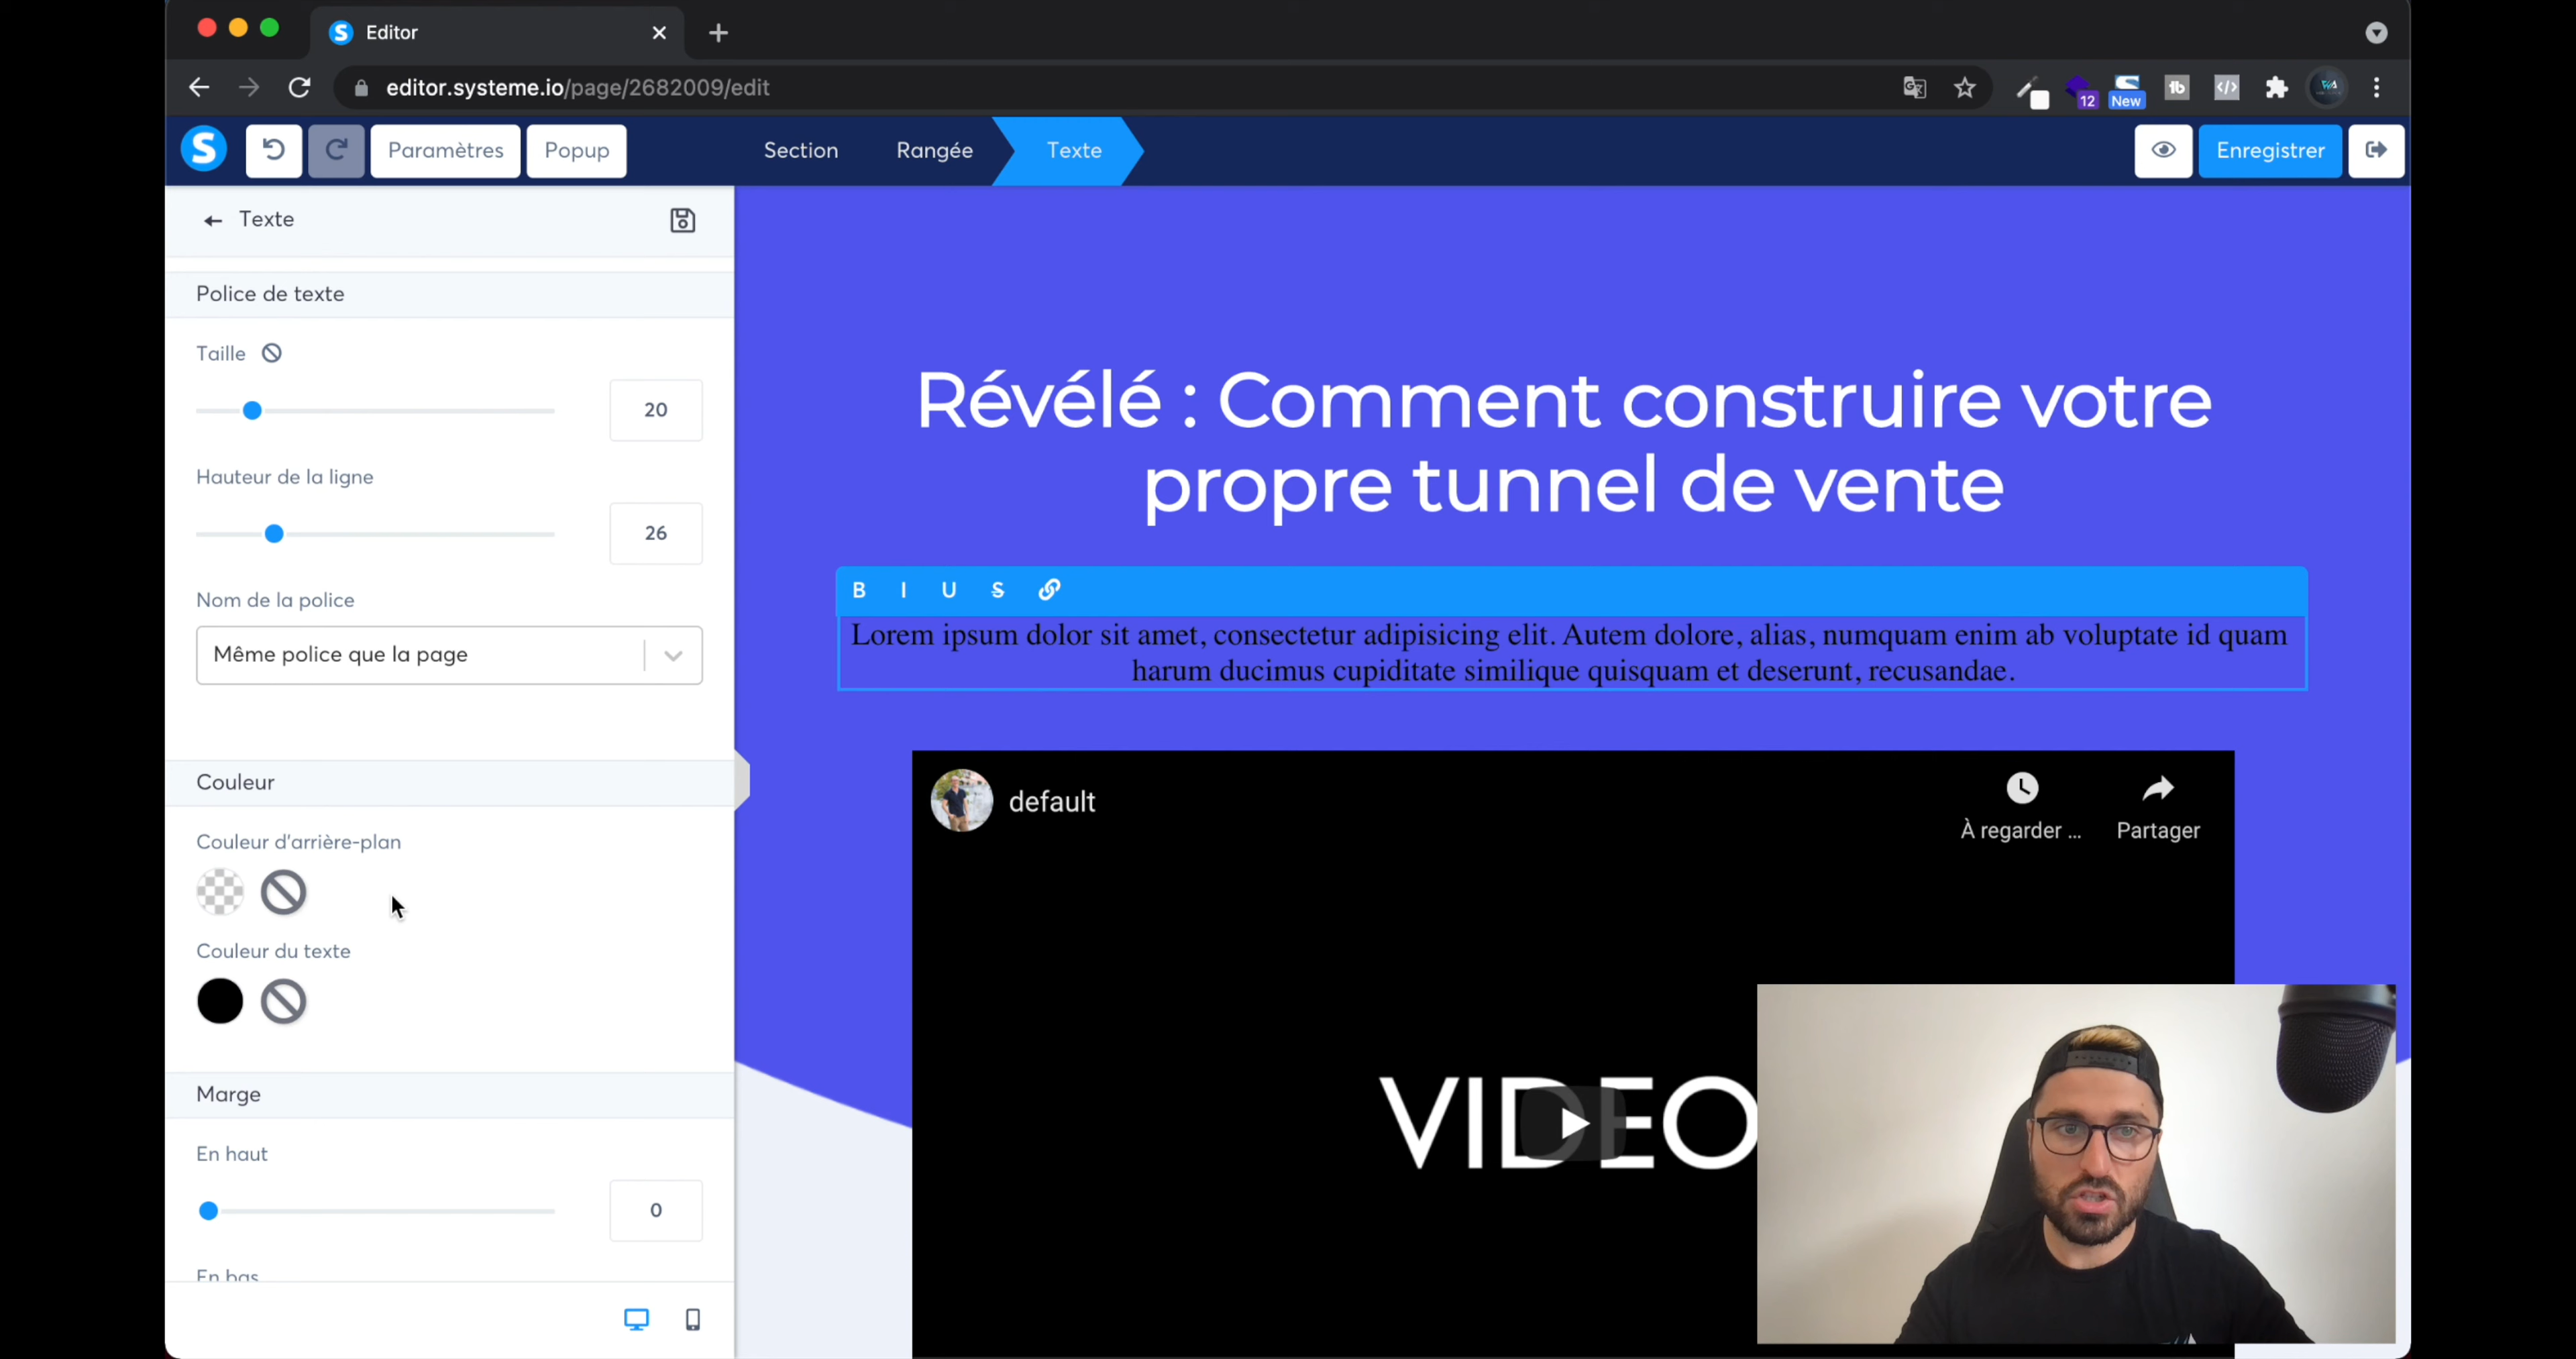 Editor
editor.systeme.io/page/2682009/edit
12
New
S
Paramètres
Popup
Section
Rangée
Texte
Enregistrer
Texte
Police de texte
Taille
20
Hauteur de la ligne
26
Nom de la police
Même police que la page
Couleur
Couleur d'arrière-plan
Couleur du texte
Marge
En haut
0
En bas
Révélé : Comment construire votre
propre tunnel de vente
B I U S
Lorem ipsum dolor sit amet, consectetur adipisicing elit. Autem dolore, alias, numquam enim ab voluptate id quam
harum ducimus cupiditate similique quisquam et deserunt, recusandae.
default
À regarder ...
Partager
VIDEO